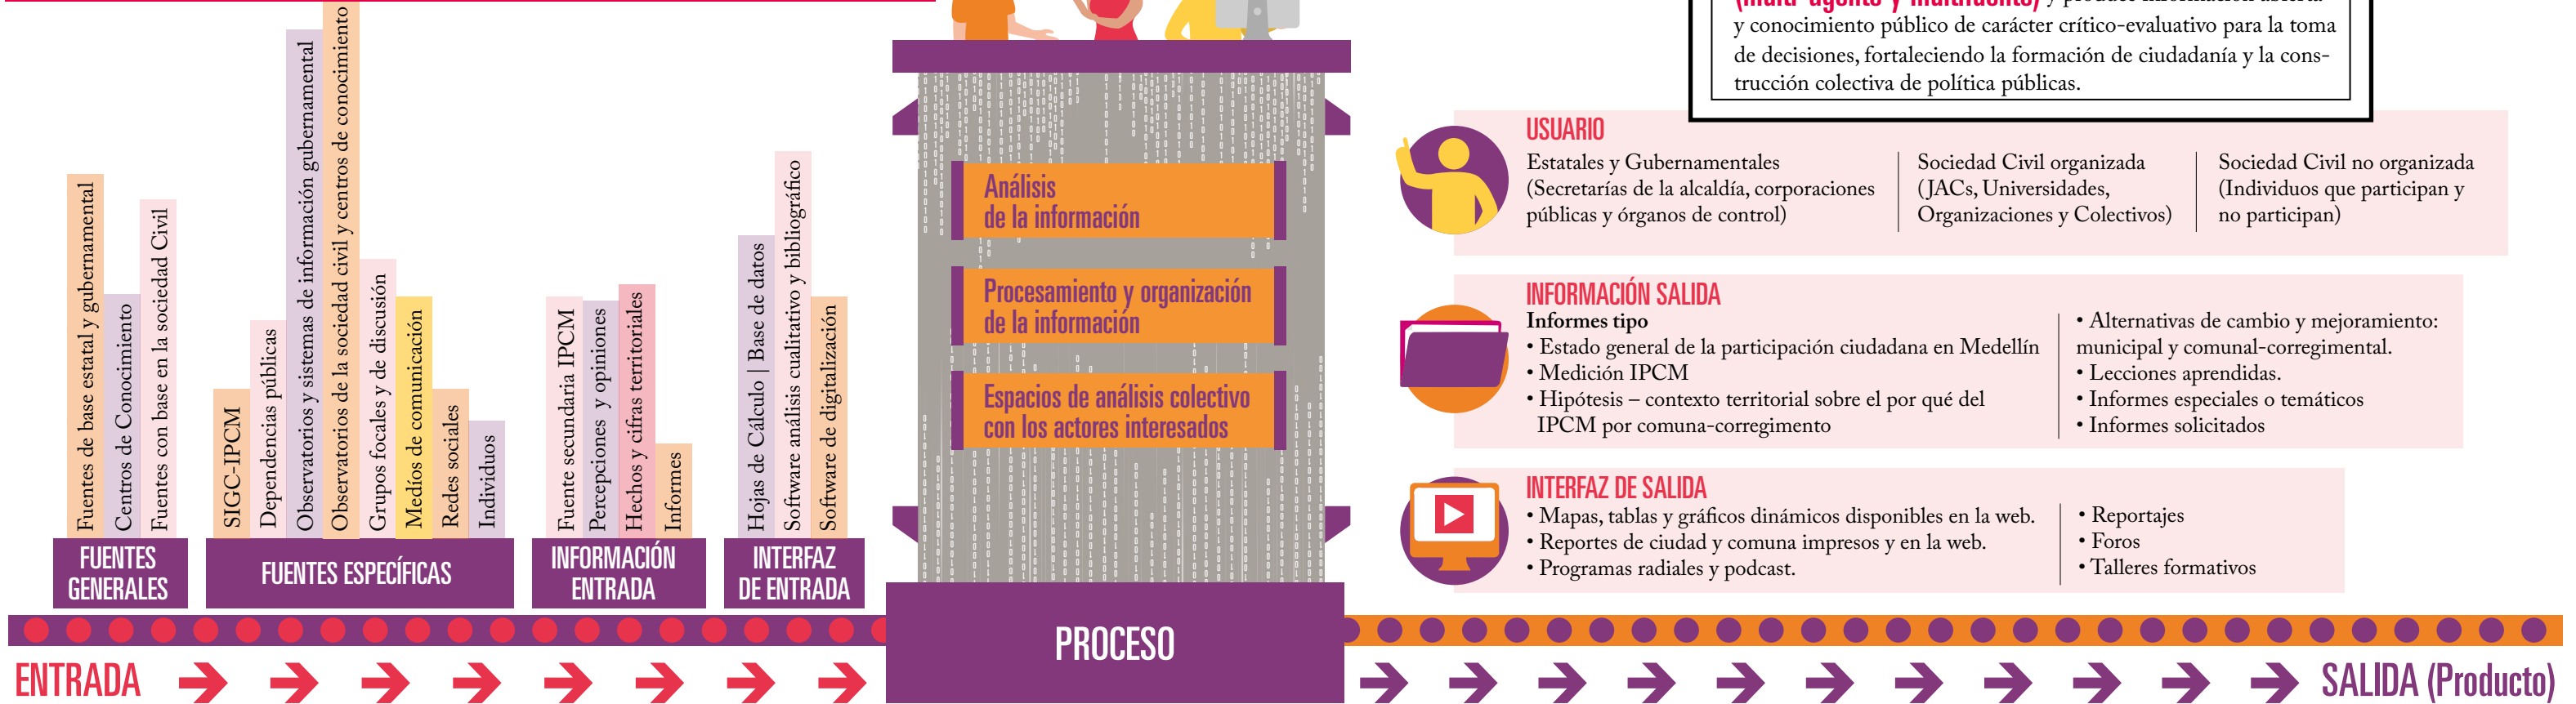 (multi-agente y multifuente) y produce información abierta
y conocimiento público de carácter crítico-evaluativo para la toma
de decisiones, fortaleciendo la formación de ciudadanía y la cons-
trucción colectiva de política públicas.
Fuentes de base estatal y gubernamental
Centros de Conocimiento
Fuentes con base en la sociedad Civil
FUENTES
GENERALES
SIGC-IPCM
Dependencias públicas
Observatorios y sistemas de información gubernamental
Observatorios de la sociedad civil y centros de conocimiento
Grupos focales y de discusión
Medíos de comunicación
Redes sociales
Individuos
FUENTES ESPECÍFICAS
Fuente secundaria IPCM
Percepciones y opiniones
Hechos y cifras territoriales
Informes
INFORMACIÓN
ENTRADA
Hojas de Cálculo | Base de datos
Software análisis cualitativo y bibliográfico
Software de digitalización
INTERFAZ
DE ENTRADA
Análisis
de la información
Procesamiento y organización
de la información
Espacios de análisis colectivo
con los actores interesados
PROCESO
USUARIO
Estatales y Gubernamentales
(Secretarías de la alcaldía, corporaciones
públicas y órganos de control)
Sociedad Civil organizada
(JACs, Universidades,
Organizaciones y Colectivos)
Sociedad Civil no organizada
(Individuos que participan y
no participan)
INFORMACIÓN SALIDA
Informes tipo
• Estado general de la participación ciudadana en Medellín
• Medición IPCM
• Hipótesis – contexto territorial sobre el por qué del
IPCM por comuna-corregimento
• Alternativas de cambio y mejoramiento:
municipal y comunal-corregimental.
• Lecciones aprendidas.
• Informes especiales o temáticos
• Informes solicitados
INTERFAZ DE SALIDA
• Mapas, tablas y gráficos dinámicos disponibles en la web.
• Reportes de ciudad y comuna impresos y en la web.
• Programas radiales y podcast.
• Reportajes
• Foros
• Talleres formativos
ENTRADA
SALIDA (Producto)